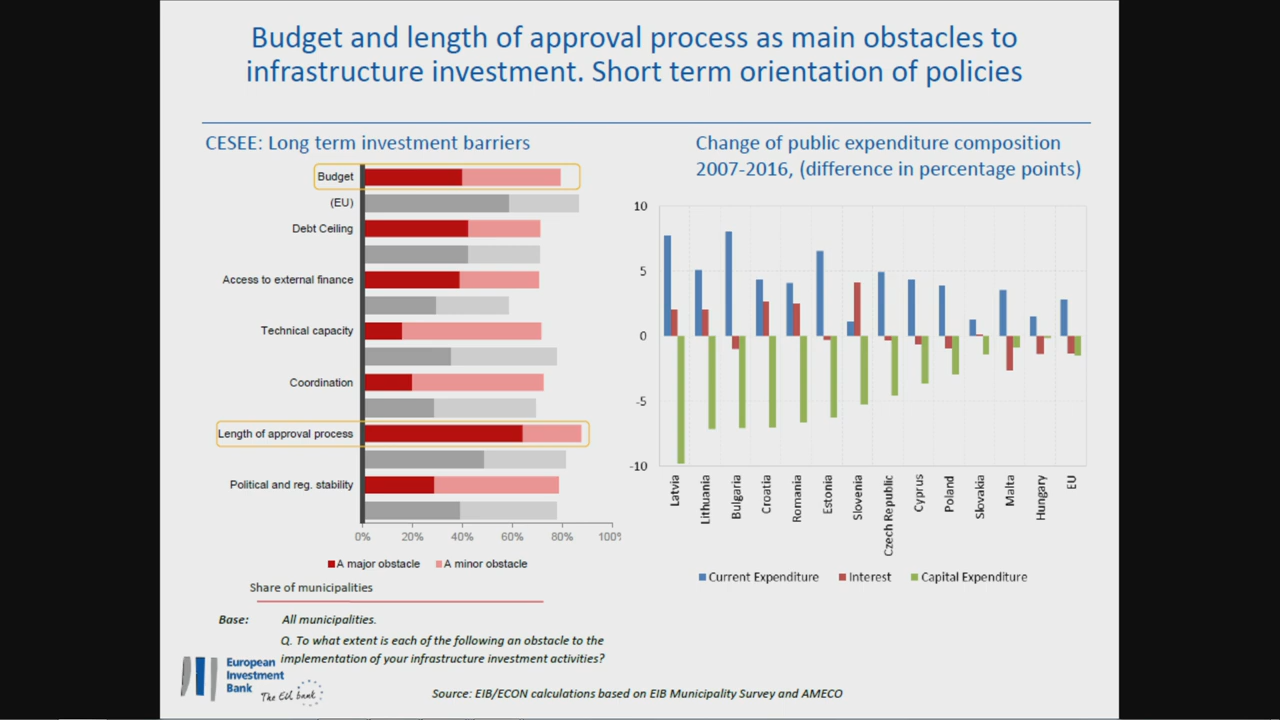 Budget and length of approval process as main obstacles to
infrastructure investment. Short term orientation of policies
CESEE: Long term investment barriers
Budget
(EU)
Debt Ceiling
Access to external finance
Technical capacity
Coordination
Length of approval process
Political and reg. stability
0% 20% 40% 60% 80% 100%
A major obstacle A minor obstacle
Share of municipalities
Base: All municipalities.
Q. To what extent is each of the following an obstacle to the
implementation of your infrastructure investment activities?
Change of public expenditure composition
2007-2016, (difference in percentage points)
10
5
0
-5
-10
Latvia
Lithuania
Bulgaria
Croatia
Romania
Estonia
Slovenia
Czech Republic
Cyprus
Poland
Slovakia
Malta
Hungary
EU
Current Expenditure Interest Capital Expenditure
European
Investment
Bank
The EU bank
Source: EIB/ECON calculations based on EIB Municipality Survey and AMECO